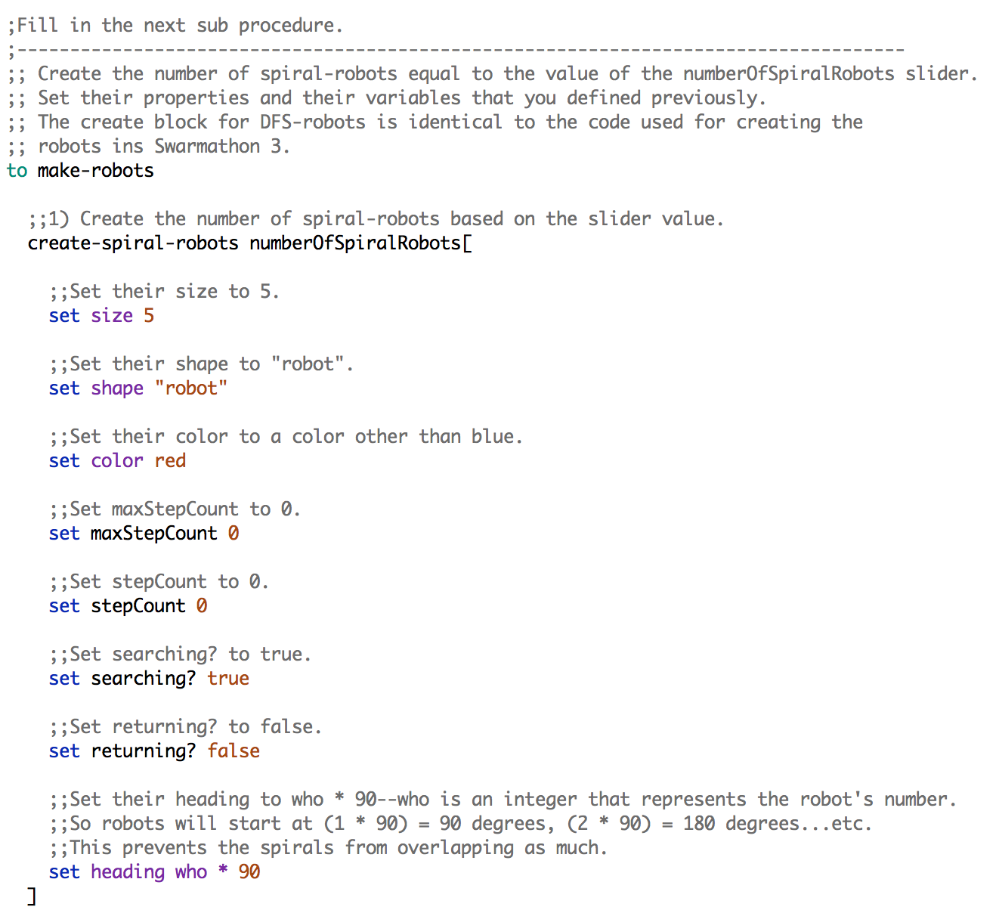 ;Fill in the next sub procedure.
;------------------------------------------------------------------------------------
;; Create the number of spiral-robots equal to the value of the numberOfSpiralRobots slider.
;; Set their properties and their variables that you defined previously.
;; The create block for DFS-robots is identical to the code used for creating the
;; robots ins Swarmathon 3.
to make-robots
  ;;1) Create the number of spiral-robots based on the slider value.
  create-spiral-robots numberOfSpiralRobots[
    ;;Set their size to 5.
    set size 5
    ;;Set their shape to "robot".
    set shape "robot"
    ;;Set their color to a color other than blue.
    set color red
    ;;Set maxStepCount to 0.
    set maxStepCount 0
    ;;Set stepCount to 0.
    set stepCount 0
    ;;Set searching? to true.
    set searching? true
    ;;Set returning? to false.
    set returning? false
    ;;Set their heading to who * 90--who is an integer that represents the robot's number.
    ;;So robots will start at (1 * 90) = 90 degrees, (2 * 90) = 180 degrees...etc.
    ;;This prevents the spirals from overlapping as much.
    set heading who * 90
  ]